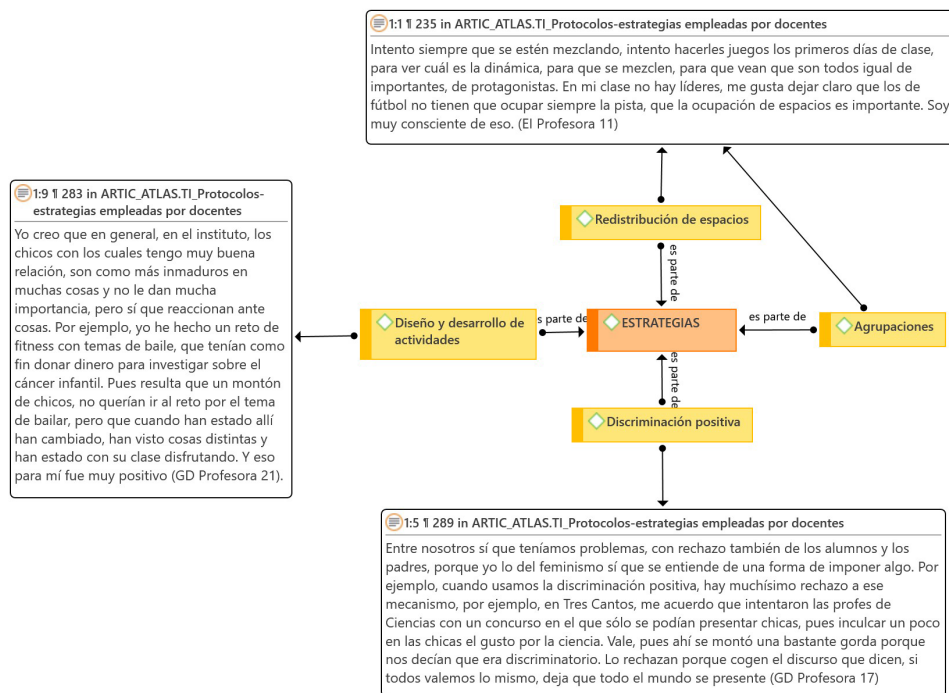 1:1 ¶ 235 in ARTIC_ATLAS.TI_Protocolos-estrategias empleadas por docentes
Intento siempre que se estén mezclando, intento hacerles juegos los primeros días de clase,
para ver cuál es la dinámica, para que se mezclen, para que vean que son todos igual de
importantes, de protagonistas. En mi clase no hay líderes, me gusta dejar claro que los de
fútbol no tienen que ocupar siempre la pista, que la ocupación de espacios es importante. Soy
muy consciente de eso. (EI Profesora 11)
1:9 ¶ 283 in ARTIC_ATLAS.TI_Protocolos-
estrategias empleadas por docentes
Yo creo que en general, en el instituto, los
chicos con los cuales tengo muy buena
relación, son como más inmaduros en
muchas cosas y no le dan mucha
importancia, pero sí que reaccionan ante
cosas. Por ejemplo, yo he hecho un reto de
fitness con temas de baile, que tenían como
fin donar dinero para investigar sobre el
cáncer infantil. Pues resulta que un montón
de chicos, no querían ir al reto por el tema
de bailar, pero que cuando han estado allí
han cambiado, han visto cosas distintas y
han estado con su clase disfrutando. Y eso
para mí fue muy positivo (GD Profesora 21).
Redistribución de espacios
es parte de
Diseño y desarrollo de
actividades
es parte de
ESTRATEGIAS
es parte de
Agrupaciones
es parte de
Discriminación positiva
1:5 ¶ 289 in ARTIC_ATLAS.TI_Protocolos-estrategias empleadas por docentes
Entre nosotros sí que teníamos problemas, con rechazo también de los alumnos y los
padres, porque yo lo del feminismo sí que se entiende de una forma de imponer algo. Por
ejemplo, cuando usamos la discriminación positiva, hay muchísimo rechazo a ese
mecanismo, por ejemplo, en Tres Cantos, me acuerdo que intentaron las profes de
Ciencias con un concurso en el que sólo se podían presentar chicas, pues inculcar un poco
en las chicas el gusto por la ciencia. Vale, pues ahí se montó una bastante gorda porque
nos decían que era discriminatorio. Lo rechazan porque cogen el discurso que dicen, si
todos valemos lo mismo, deja que todo el mundo se presente (GD Profesora 17)